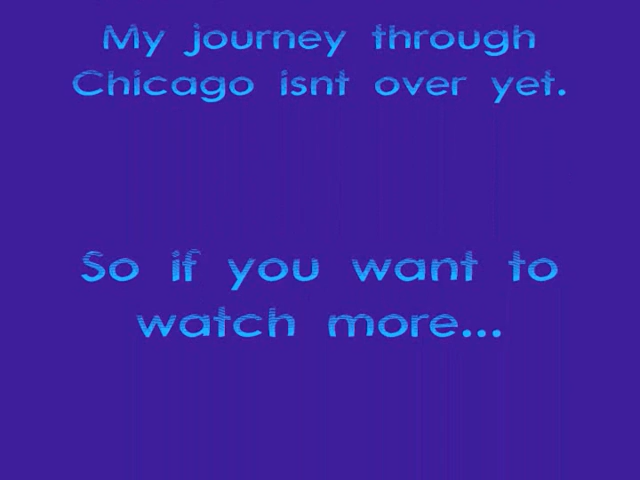 My journey through
Chicago isnt over yet.
So if you want to
watch more...